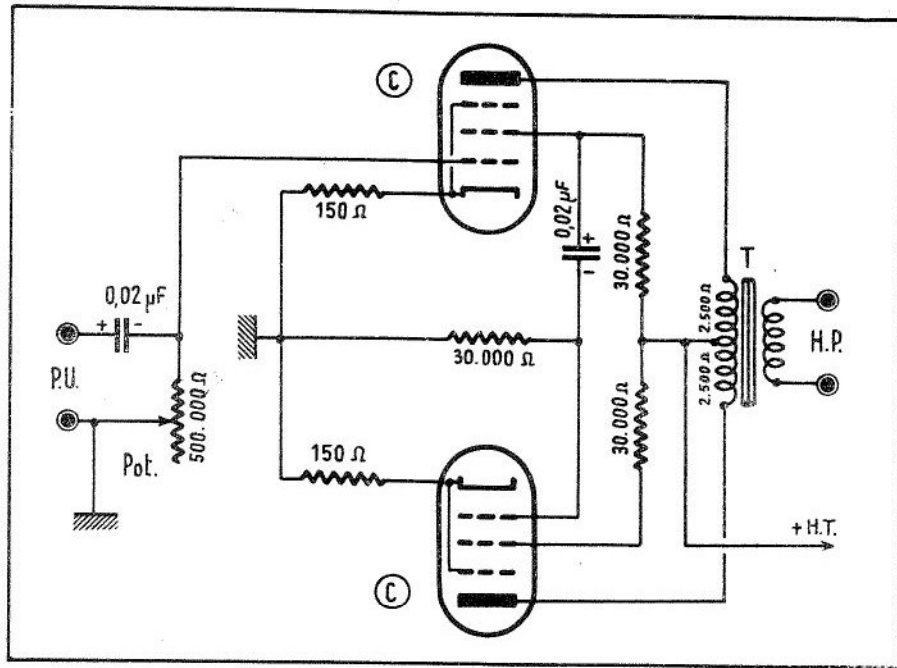 C
150 Ω
0,02 µF
30.000 Ω
T
0,02 µF
+ -
+
-
2.500 Ω
2.500 Ω
30.000 Ω
H.P.
P.U.
500.000 Ω
30.000 Ω
Pot.
150 Ω
+ H.T.
C